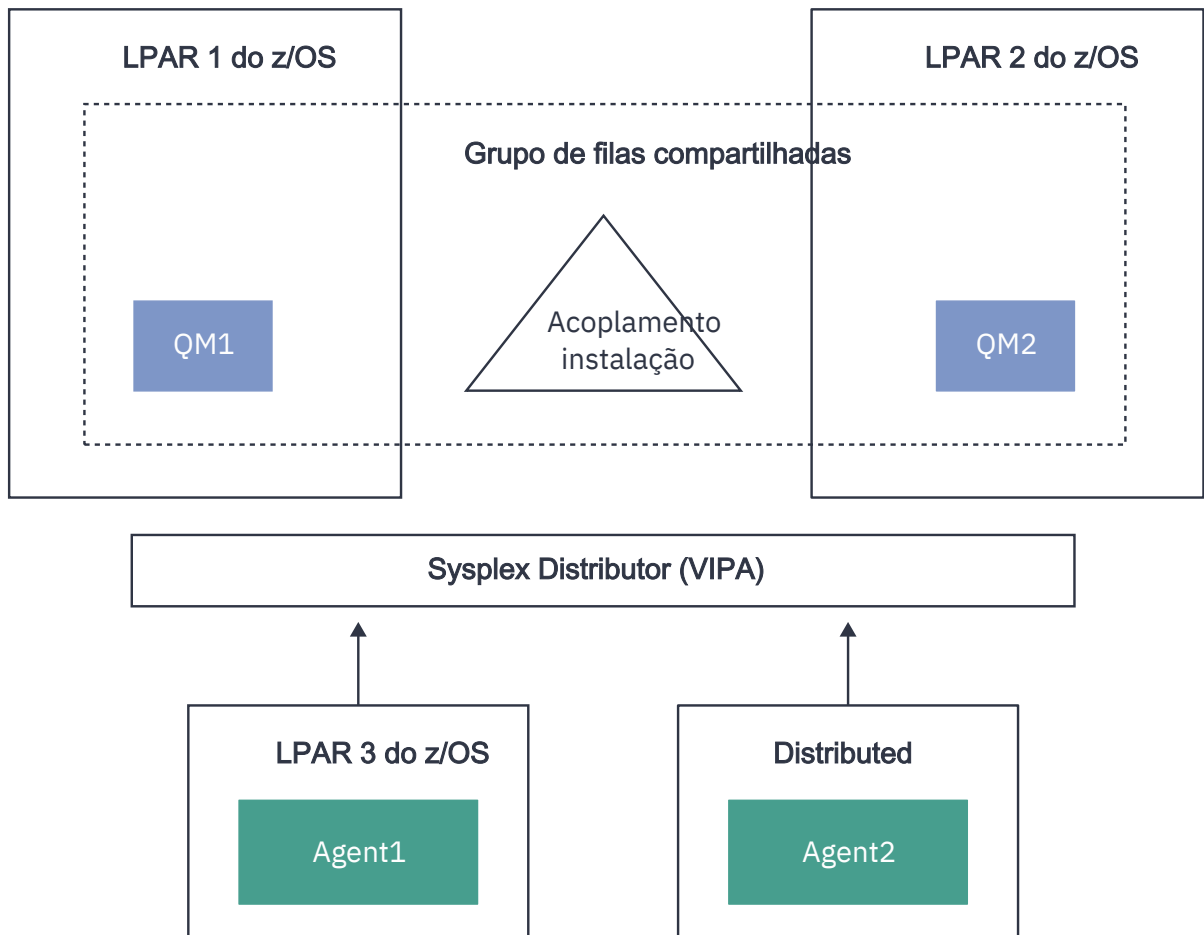 LPAR 1 do z/OS
LPAR 2 do z/OS
Grupo de filas compartilhadas
QM1
Acoplamento
instalação
QM2
Sysplex Distributor (VIPA)
LPAR 3 do z/OS
Distributed
Agent1
Agent2